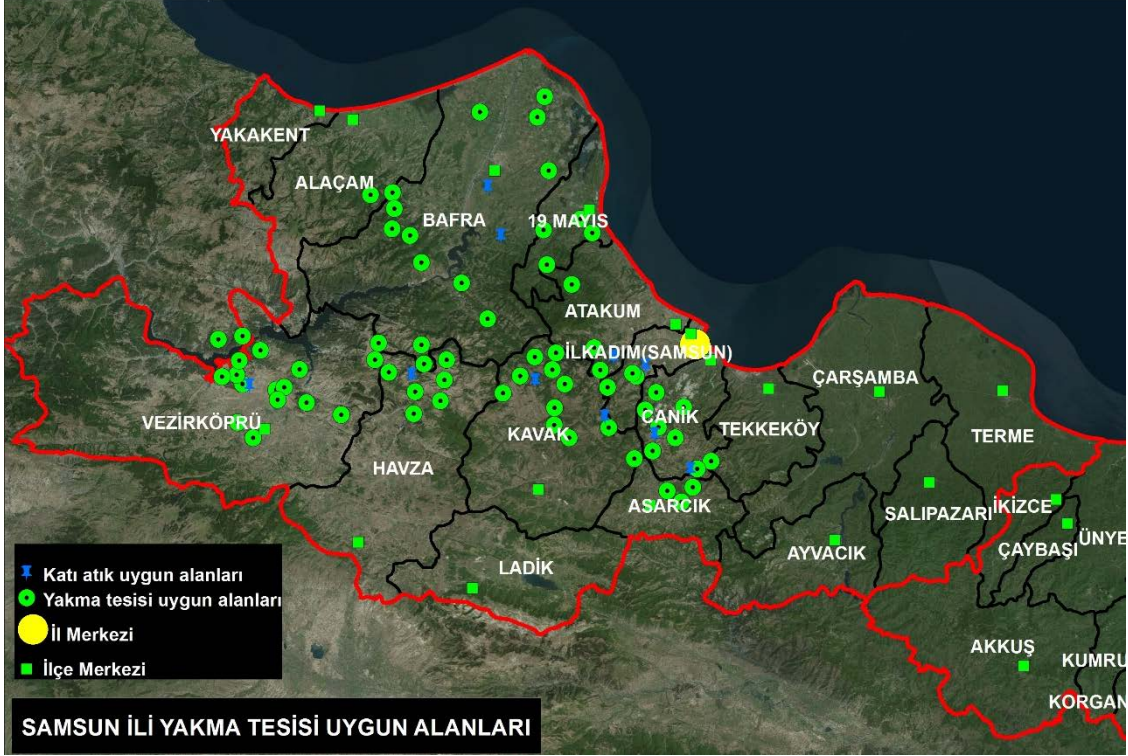 YAKAKENT
ALAÇAM
BAFRA
19 MAYIS
ATAKUM
İLKADIM(SAMSUN)
ÇARŞAMBA
VEZİRKÖPRÜ
CANİK
KAVAK
TEKKEKÖY
TERME
HAVZA
ASARCIK
SALIPAZARI
İKİZCE
ÇAYBAŞI
ÜNYE
AYVACIK
LADİK
AKKUŞ
KUMRU
KORGAN
Katı atık uygun alanları
Yakma tesisi uygun alanları
İl Merkezi
İlçe Merkezi
SAMSUN İLİ YAKMA TESİSİ UYGUN ALANLARI